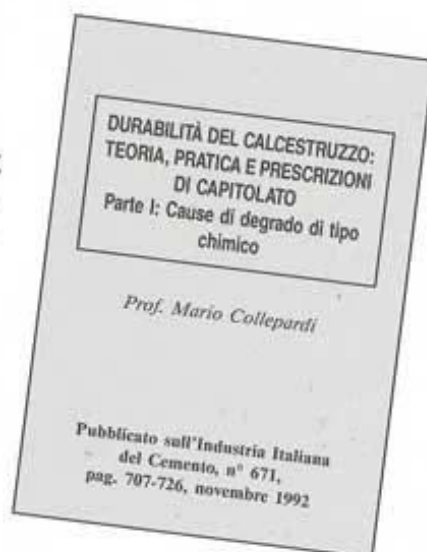 DURABILITÀ DEL CALCESTRUZZO:
TEORIA, PRATICA E PRESCRIZIONI
DI CAPITOLATO
Parte I: Cause di degrado di tipo
chimico
Prof. Mario Collepardi
Pubblicato sull'Industria Italiana
del Cemento, n° 671,
pag. 707-726, novembre 1992